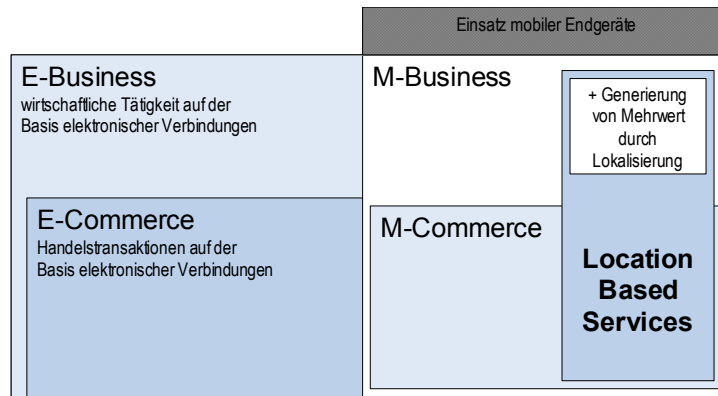 Einsatz mobiler Endgeräte
E-Business
wirtschaftliche Tätigkeit auf der
Basis elektronischer Verbindungen
M-Business
+ Generierung
von Mehrwert
durch
Lokalisierung
E-Commerce
Handelstransaktionen auf der
Basis elektronischer Verbindungen
M-Commerce
Location
Based
Services